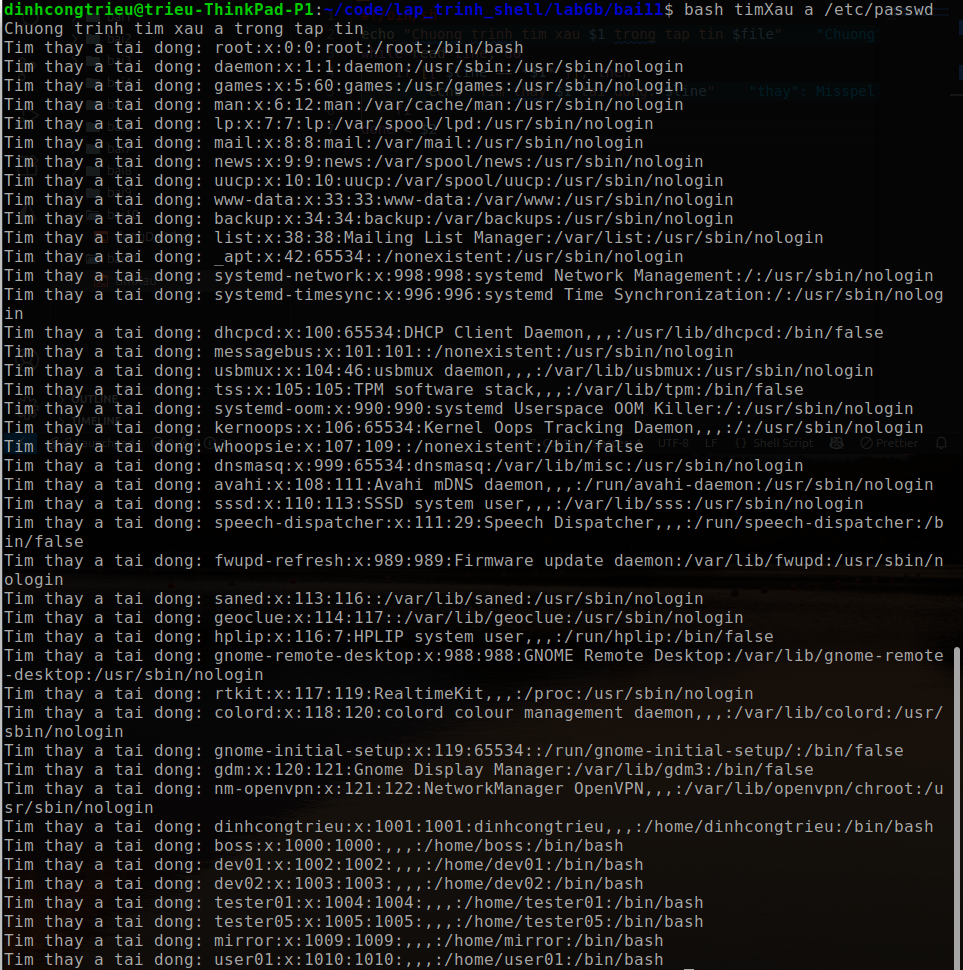 dinhcongtrieu@trieu-ThinkPad-P1:~/code/lap_trinh_shell/lab6b/bai11$ bash timXau a /etc/passwd
Chuong trinh tim xau a trong tap tin
Tim thay a tai dong: root:x:0:0:root:/root:/bin/bash
Tim thay a tai dong: daemon:x:1:1:daemon:/usr/sbin:/usr/sbin/nologin
Tim thay a tai dong: games:x:5:60:games:/usr/games:/usr/sbin/nologin
Tim thay a tai dong: man:x:6:12:man:/var/cache/man:/usr/sbin/nologin
Tim thay a tai dong: lp:x:7:7:lp:/var/spool/lpd:/usr/sbin/nologin
Tim thay a tai dong: mail:x:8:8:mail:/var/mail:/usr/sbin/nologin
Tim thay a tai dong: news:x:9:9:news:/var/spool/news:/usr/sbin/nologin
Tim thay a tai dong: uucp:x:10:10:uucp:/var/spool/uucp:/usr/sbin/nologin
Tim thay a tai dong: www-data:x:33:33:www-data:/var/www:/usr/sbin/nologin
Tim thay a tai dong: backup:x:34:34:backup:/var/backups:/usr/sbin/nologin
Tim thay a tai dong: list:x:38:38:Mailing List Manager:/var/list:/usr/sbin/nologin
Tim thay a tai dong: _apt:x:42:65534::/nonexistent:/usr/sbin/nologin
Tim thay a tai dong: systemd-network:x:998:998:systemd Network Management:/:/usr/sbin/nologin
Tim thay a tai dong: systemd-timesync:x:996:996:systemd Time Synchronization:/:/usr/sbin/nolog
in
Tim thay a tai dong: dhcpcd:x:100:65534:DHCP Client Daemon,,,:/usr/lib/dhcpcd:/bin/false
Tim thay a tai dong: messagebus:x:101:101::/nonexistent:/usr/sbin/nologin
Tim thay a tai dong: usbmux:x:104:46:usbmux daemon,,,:/var/lib/usbmux:/usr/sbin/nologin
Tim thay a tai dong: tss:x:105:105:TPM software stack,,,:/var/lib/tpm:/bin/false
Tim thay a tai dong: systemd-oom:x:990:990:systemd Userspace OOM Killer:/:/usr/sbin/nologin
Tim thay a tai dong: kernoops:x:106:65534:Kernel Oops Tracking Daemon,,,:/:/usr/sbin/nologin
Tim thay a tai dong: whoopsie:x:107:109::/nonexistent:/bin/false
Tim thay a tai dong: dnsmasq:x:999:65534:dnsmasq:/var/lib/misc:/usr/sbin/nologin
Tim thay a tai dong: avahi:x:108:111:Avahi mDNS daemon,,,:/run/avahi-daemon:/usr/sbin/nologin
Tim thay a tai dong: sssd:x:110:113:SSSD system user,,,:/var/lib/sss:/usr/sbin/nologin
Tim thay a tai dong: speech-dispatcher:x:111:29:Speech Dispatcher,,,:/run/speech-dispatcher:/b
in/false
Tim thay a tai dong: fwupd-refresh:x:989:989:Firmware update daemon:/var/lib/fwupd:/usr/sbin/n
ologin
Tim thay a tai dong: saned:x:113:116::/var/lib/saned:/usr/sbin/nologin
Tim thay a tai dong: geoclue:x:114:117::/var/lib/geoclue:/usr/sbin/nologin
Tim thay a tai dong: hplip:x:116:7:HPLIP system user,,,:/run/hplip:/bin/false
Tim thay a tai dong: gnome-remote-desktop:x:988:988:GNOME Remote Desktop:/var/lib/gnome-remote
-desktop:/usr/sbin/nologin
Tim thay a tai dong: rtkit:x:117:119:RealtimeKit,,,:/proc:/usr/sbin/nologin
Tim thay a tai dong: colord:x:118:120:colord colour management daemon,,,:/var/lib/colord:/usr/
sbin/nologin
Tim thay a tai dong: gnome-initial-setup:x:119:65534::/run/gnome-initial-setup/:/bin/false
Tim thay a tai dong: gdm:x:120:121:Gnome Display Manager:/var/lib/gdm3:/bin/false
Tim thay a tai dong: nm-openvpn:x:121:122:NetworkManager OpenVPN,,,:/var/lib/openvpn/chroot:/u
sr/sbin/nologin
Tim thay a tai dong: dinhcongtrieu:x:1001:1001:dinhcongtrieu,,,:/home/dinhcongtrieu:/bin/bash
Tim thay a tai dong: boss:x:1000:1000:,,,:/home/boss:/bin/bash
Tim thay a tai dong: dev01:x:1002:1002:,,,:/home/dev01:/bin/bash
Tim thay a tai dong: dev02:x:1003:1003:,,,:/home/dev02:/bin/bash
Tim thay a tai dong: tester01:x:1004:1004:,,,:/home/tester01:/bin/bash
Tim thay a tai dong: tester05:x:1005:1005:,,,:/home/tester05:/bin/bash
Tim thay a tai dong: mirror:x:1009:1009:,,,:/home/mirror:/bin/bash
Tim thay a tai dong: user01:x:1010:1010:,,,:/home/user01:/bin/bash